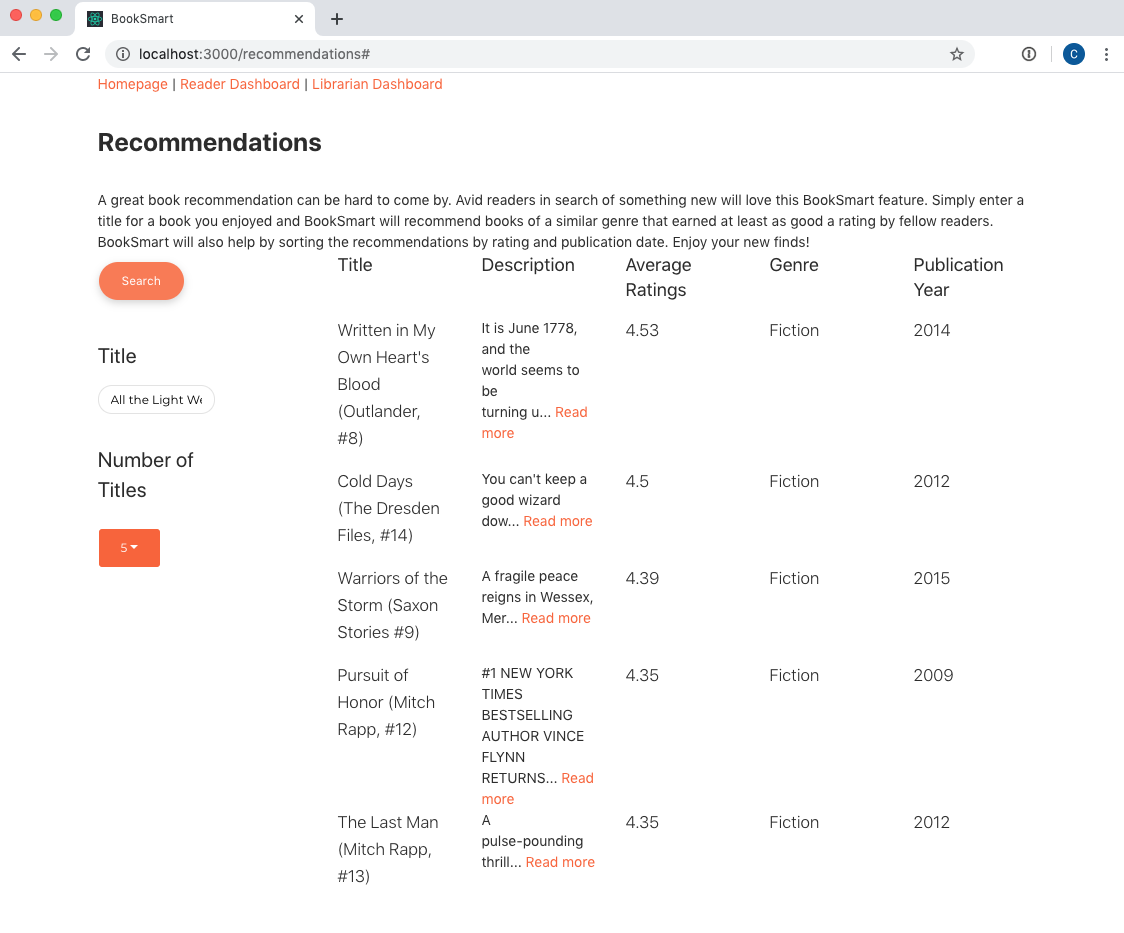 BookSmart
localhost:3000/recommendations#
C
Homepage | Reader Dashboard | Librarian Dashboard
Recommendations
A great book recommendation can be hard to come by. Avid readers in search of something new will love this BookSmart feature. Simply enter a
title for a book you enjoyed and BookSmart will recommend books of a similar genre that earned at least as good a rating by fellow readers.
BookSmart will also help by sorting the recommendations by rating and publication date. Enjoy your new finds!
Search
Title
All the Light We
Number of
Titles
5
Title
Description
Average
Ratings
Genre
Publication
Year
Written in My
Own Heart's
Blood
(Outlander,
#8)
It is June 1778,
and the
world seems to
be
turning u... Read
more
4.53
Fiction
2014
Cold Days
(The Dresden
Files, #14)
You can't keep a
good wizard
dow... Read more
4.5
Fiction
2012
Warriors of the
Storm (Saxon
Stories #9)
A fragile peace
reigns in Wessex,
Mer... Read more
4.39
Fiction
2015
Pursuit of
Honor (Mitch
Rapp, #12)
#1 NEW YORK
TIMES
BESTSELLING
AUTHOR VINCE
FLYNN
RETURNS... Read
more
4.35
Fiction
2009
The Last Man
(Mitch Rapp,
#13)
A
pulse-pounding
thrill... Read more
4.35
Fiction
2012